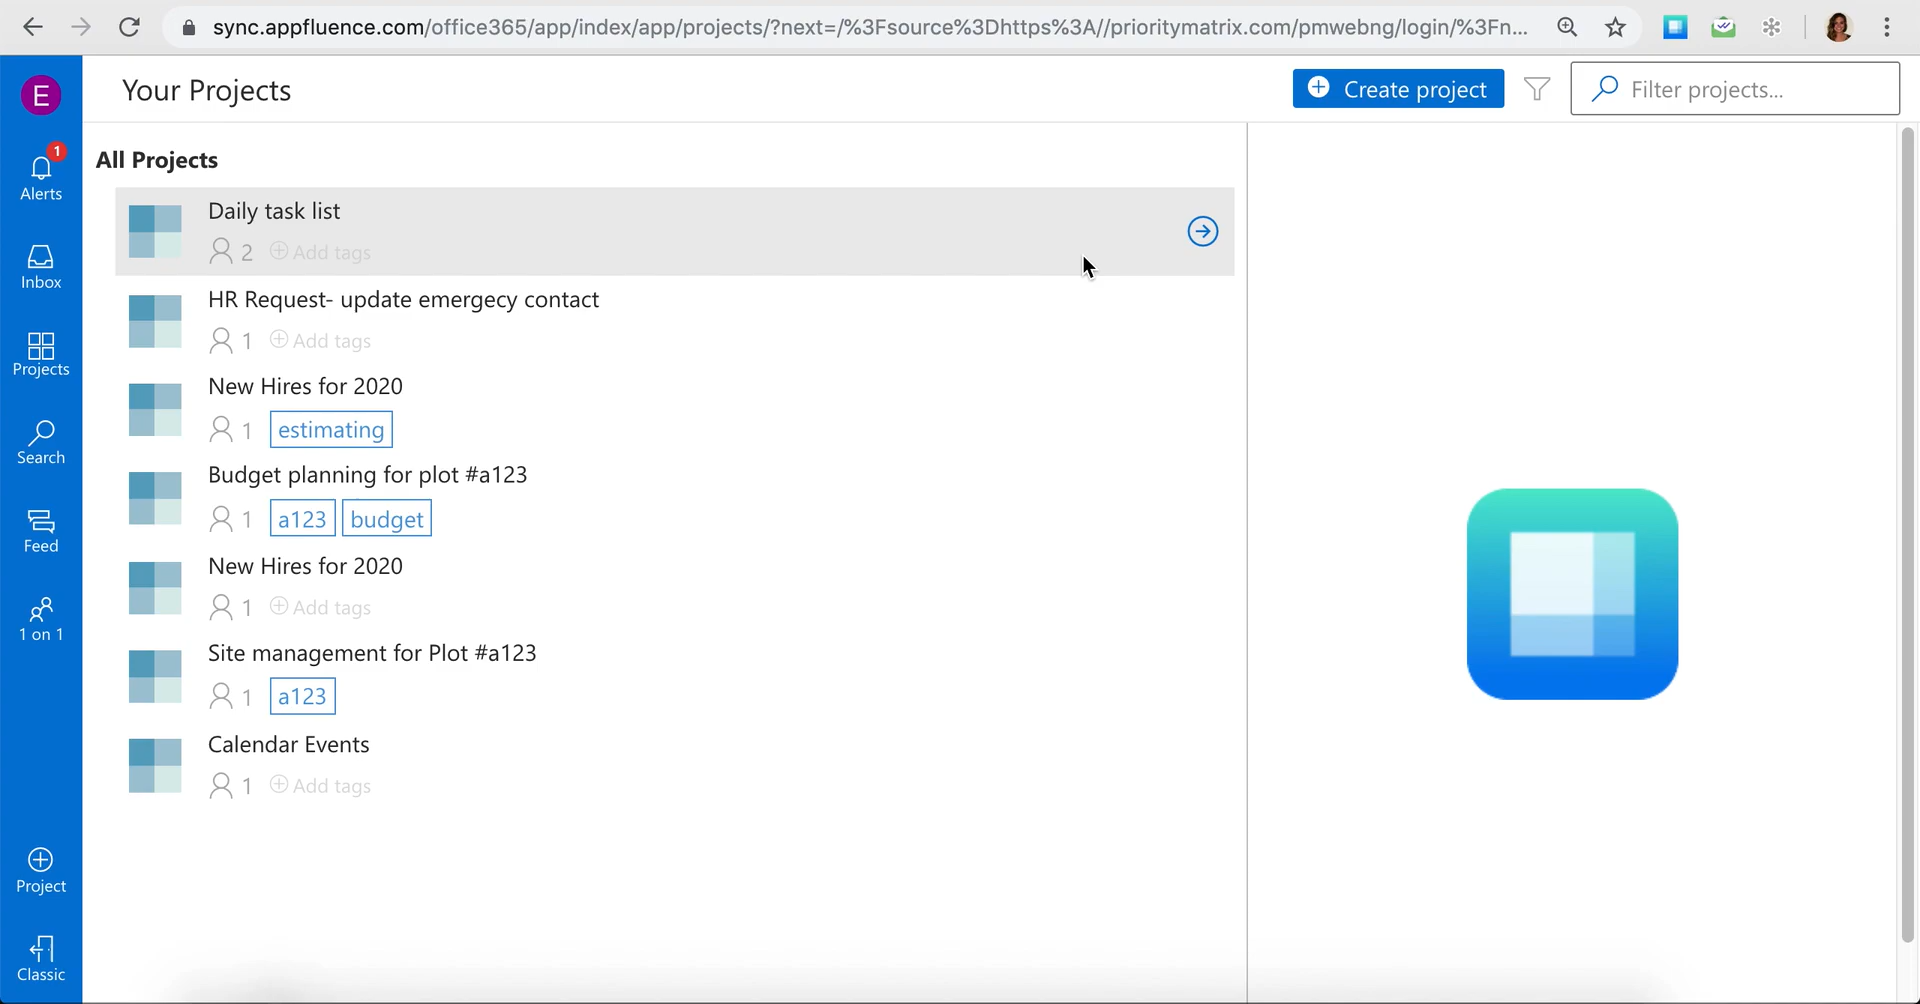 sync.appfluence.com/office365/app/index/app/projects/?next=/%3Fsource%3Dhttps%3A//prioritymatrix.com/pmwebng/login/%3Fn...
E
Your Projects
Create project
Filter projects...
1
Alerts
Inbox
Projects
Search
Feed
1 on 1
Project
Classic
All Projects
Daily task list
2 Add tags
HR Request- update emergecy contact
1 Add tags
New Hires for 2020
1 estimating
Budget planning for plot #a123
1 a123 budget
New Hires for 2020
1 Add tags
Site management for Plot #a123
1 a123
Calendar Events
1 Add tags